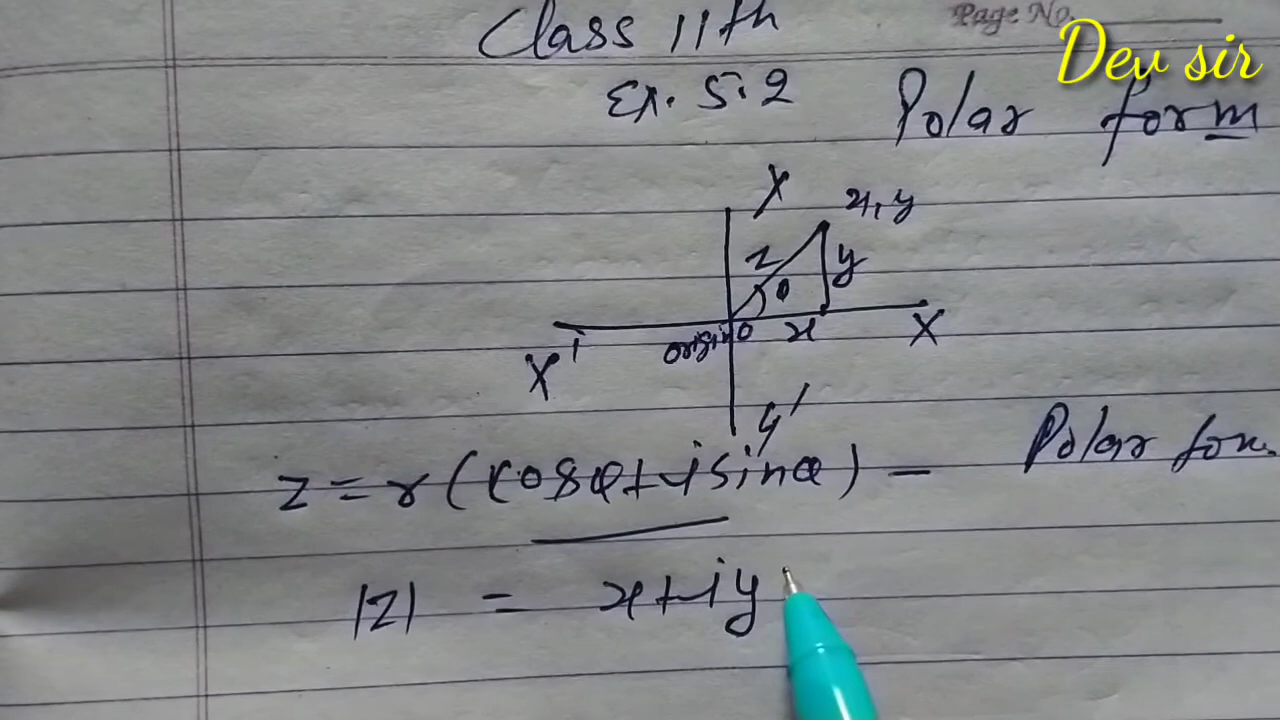 Class 11th
Page No.
Dev sir
Ex. 5.2
Polar form
X
x, y
z
θ
y
origin O
x
X
X'
y'
z = r(cosθ + i sinθ) - Polar form
|z| = x + iy